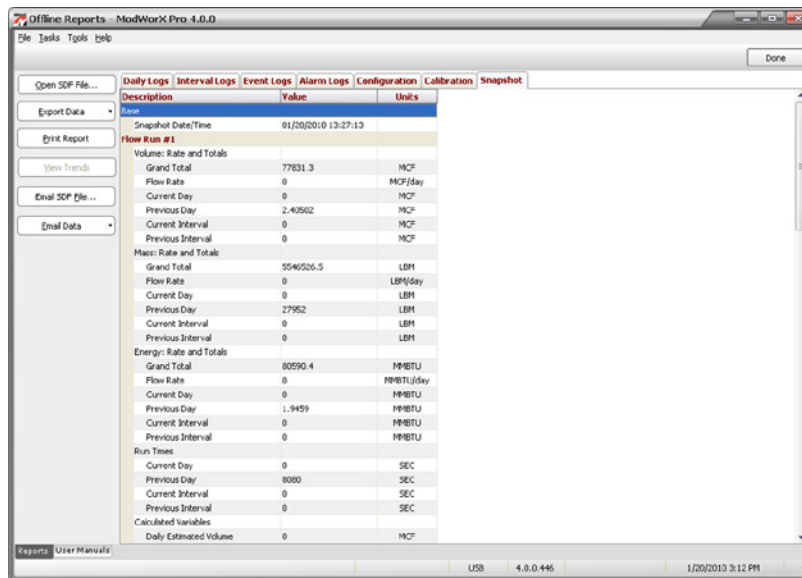 Offline Reports - ModWorX Pro 4.0.0
File Tasks Tools Help
Done
Open SDF File...
Export Data
Print Report
View Trends
Email SDF File...
Email Data
Daily Logs Interval Logs Event Logs Alarm Logs Configuration Calibration Snapshot
Description Value Units
Base
Snapshot Date/Time 01/20/2010 13:27:13
Flow Run #1
Volume: Rate and Totals
Grand Total 77831.3 MCF
Flow Rate 0 MCF/day
Current Day 0 MCF
Previous Day 2.40502 MCF
Current Interval 0 MCF
Previous Interval 0 MCF
Mass: Rate and Totals
Grand Total 5546526.5 LBM
Flow Rate 0 LBM/day
Current Day 0 LBM
Previous Day 27952 LBM
Current Interval 0 LBM
Previous Interval 0 LBM
Energy: Rate and Totals
Grand Total 80590.4 MMBTU
Flow Rate 0 MMBTU/day
Current Day 0 MMBTU
Previous Day 1.9459 MMBTU
Current Interval 0 MMBTU
Previous Interval 0 MMBTU
Run Times
Current Day 0 SEC
Previous Day 8080 SEC
Current Interval 0 SEC
Previous Interval 0 SEC
Calculated Variables
Daily Estimated Volume 0 MCF
Reports User Manuals
USB 4.0.0.446 1/20/2010 3:12 PM